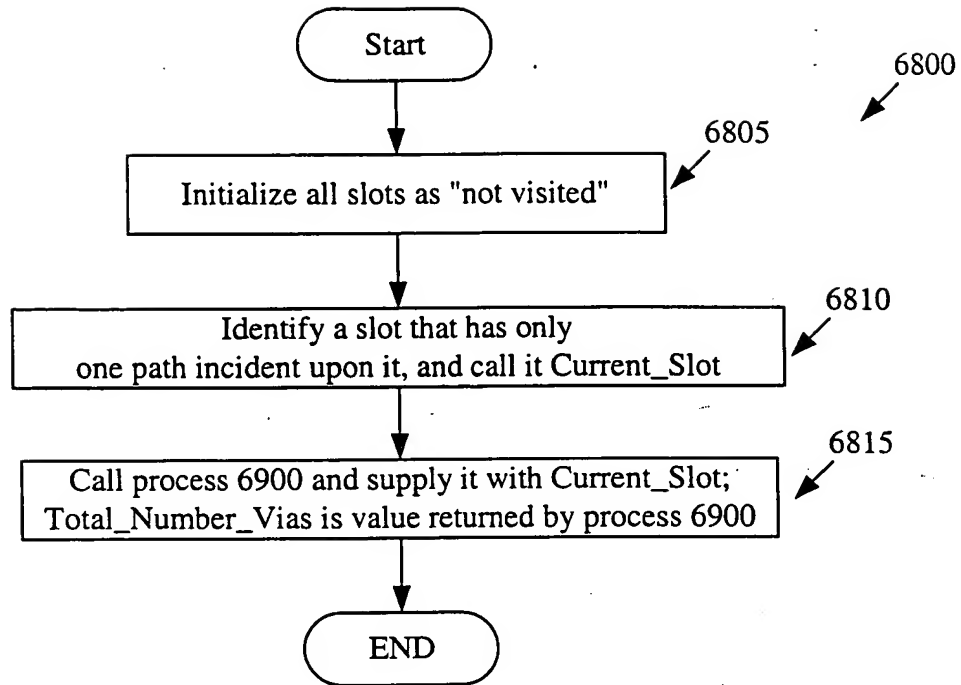 Start
6800
6805
Initialize all slots as "not visited"
6810
Identify a slot that has only
one path incident upon it, and call it Current_Slot
6815
Call process 6900 and supply it with Current_Slot;
Total_Number_Vias is value returned by process 6900
END